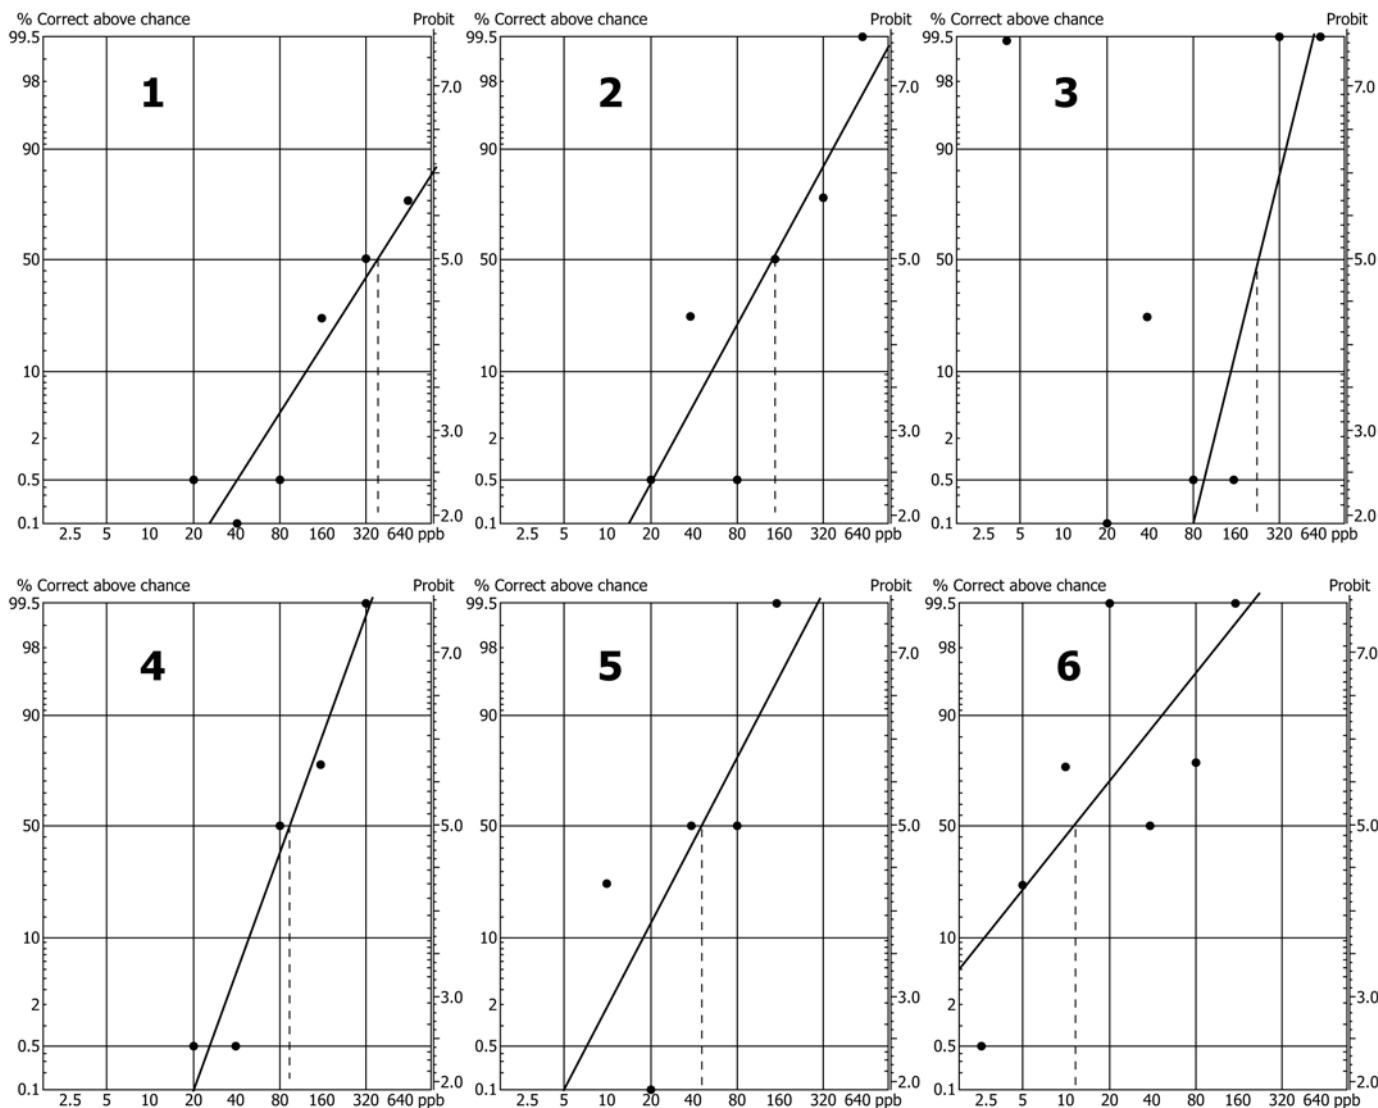 % Correct above chance Probit % Correct above chance Probit % Correct above chance Probit
99.5 99.5 99.5
1 2 3
98 7.0 98 7.0 98 7.0
90 90 90
50 5.0 50 5.0 50 5.0
10 10 10
2 3.0 2 3.0 2 3.0
0.5 0.5 0.5
0.1 2.0 0.1 2.0 0.1 2.0
2.5 5 10 20 40 80 160 320 640 ppb 2.5 5 10 20 40 80 160 320 640 ppb 2.5 5 10 20 40 80 160 320 640 ppb
% Correct above chance Probit % Correct above chance Probit % Correct above chance Probit
99.5 99.5 99.5
4 5 6
98 7.0 98 7.0 98 7.0
90 90 90
50 5.0 50 5.0 50 5.0
10 10 10
2 3.0 2 3.0 2 3.0
0.5 0.5 0.5
0.1 2.0 0.1 2.0 0.1 2.0
2.5 5 10 20 40 80 160 320 640 ppb 2.5 5 10 20 40 80 160 320 640 ppb 2.5 5 10 20 40 80 160 320 640 ppb